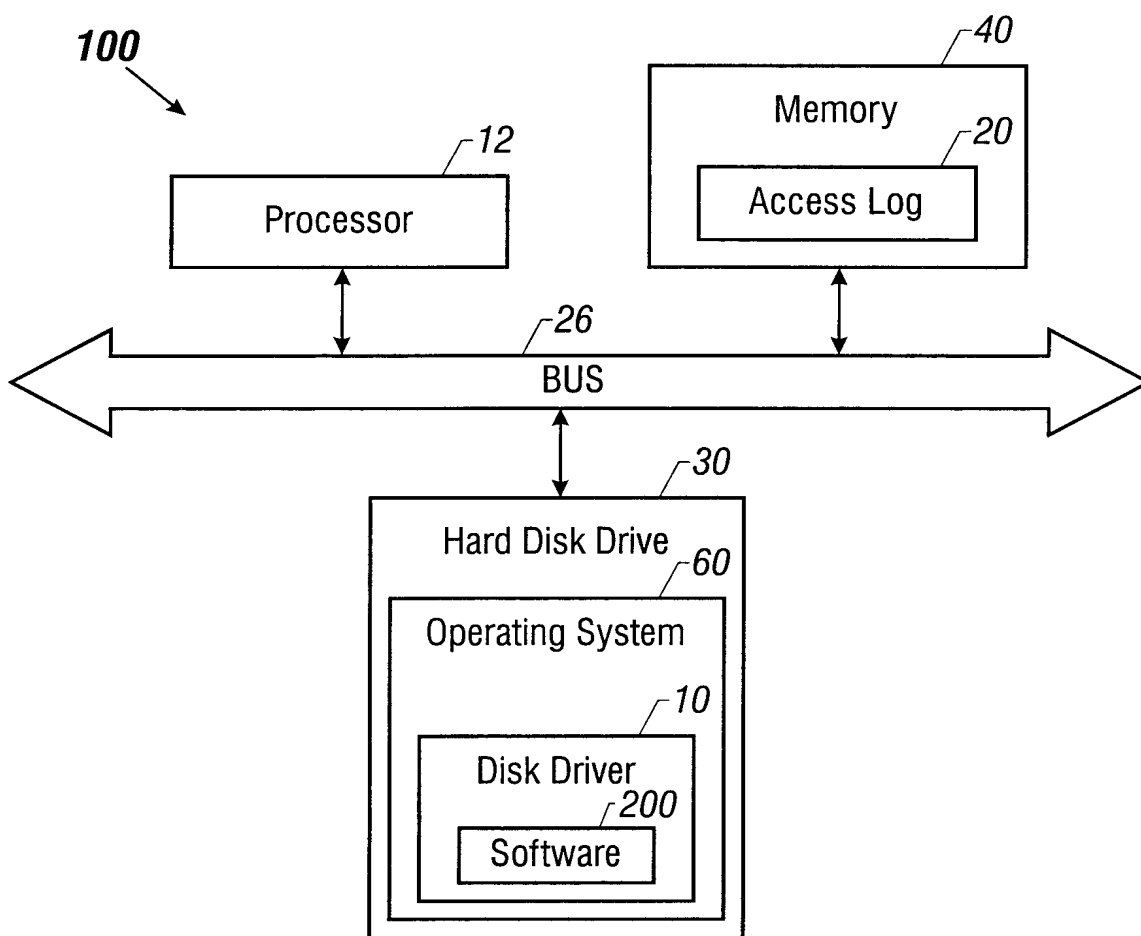 100
40
Memory
12
20
Processor
Access Log
26
BUS
30
Hard Disk Drive
60
Operating System
10
Disk Driver
200
Software